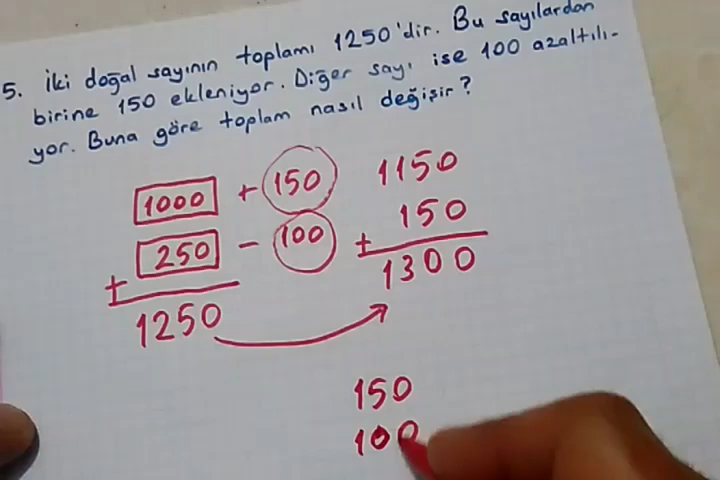 5. İki doğal sayının toplamı 1250'dir. Bu sayılardan
birine 150 ekleniyor. Diğer sayı ise 100 azaltılı-
yor. Buna göre toplam nasıl değişir?
1000 + 150 1150
250 - 100 150
+ +
1250 1300
150
100